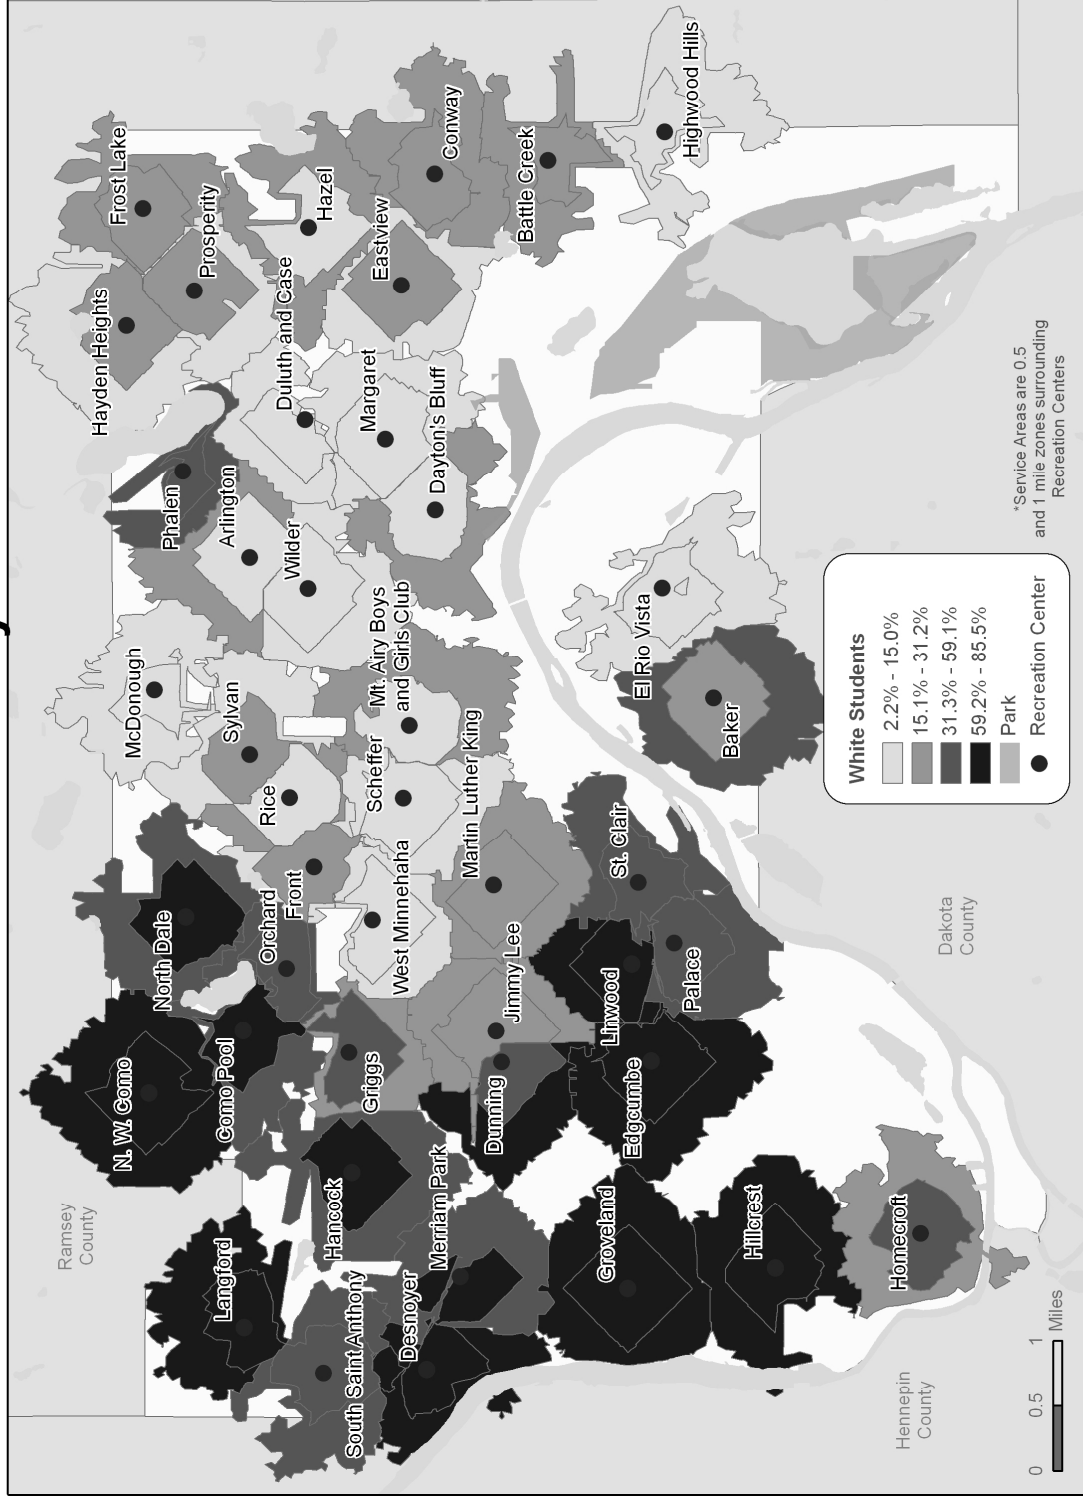 Ramsey
County
N. W. Como
Como Pool
North Dale
Orchard
Front
Rice
Sylvan
McDonough
Phalen
Arlington
Wilder
Hayden Heights
Frost Lake
Prosperity
Hazel
Duluth and Case
Eastview
Margaret
Dayton's Bluff
Conway
Battle Creek
Highwood Hills
Langford
Hancock
South Saint Anthony
Desnoyer
Merriam Park
Griggs
Dunning
West Minnehaha
Jimmy Lee
Scheffer
Martin Luther King
Mt. Airy Boys
and Girls Club
El Rio Vista
Baker
St. Clair
Linwood
Palace
Edgcumbe
Groveland
Hillcrest
Homecroft
Hennepin
County
Dakota
County
White Students
2.2% - 15.0%
15.1% - 31.2%
31.3% - 59.1%
59.2% - 85.5%
Park
Recreation Center
*Service Areas are 0.5
and 1 mile zones surrounding
Recreation Centers
0 0.5 1
Miles